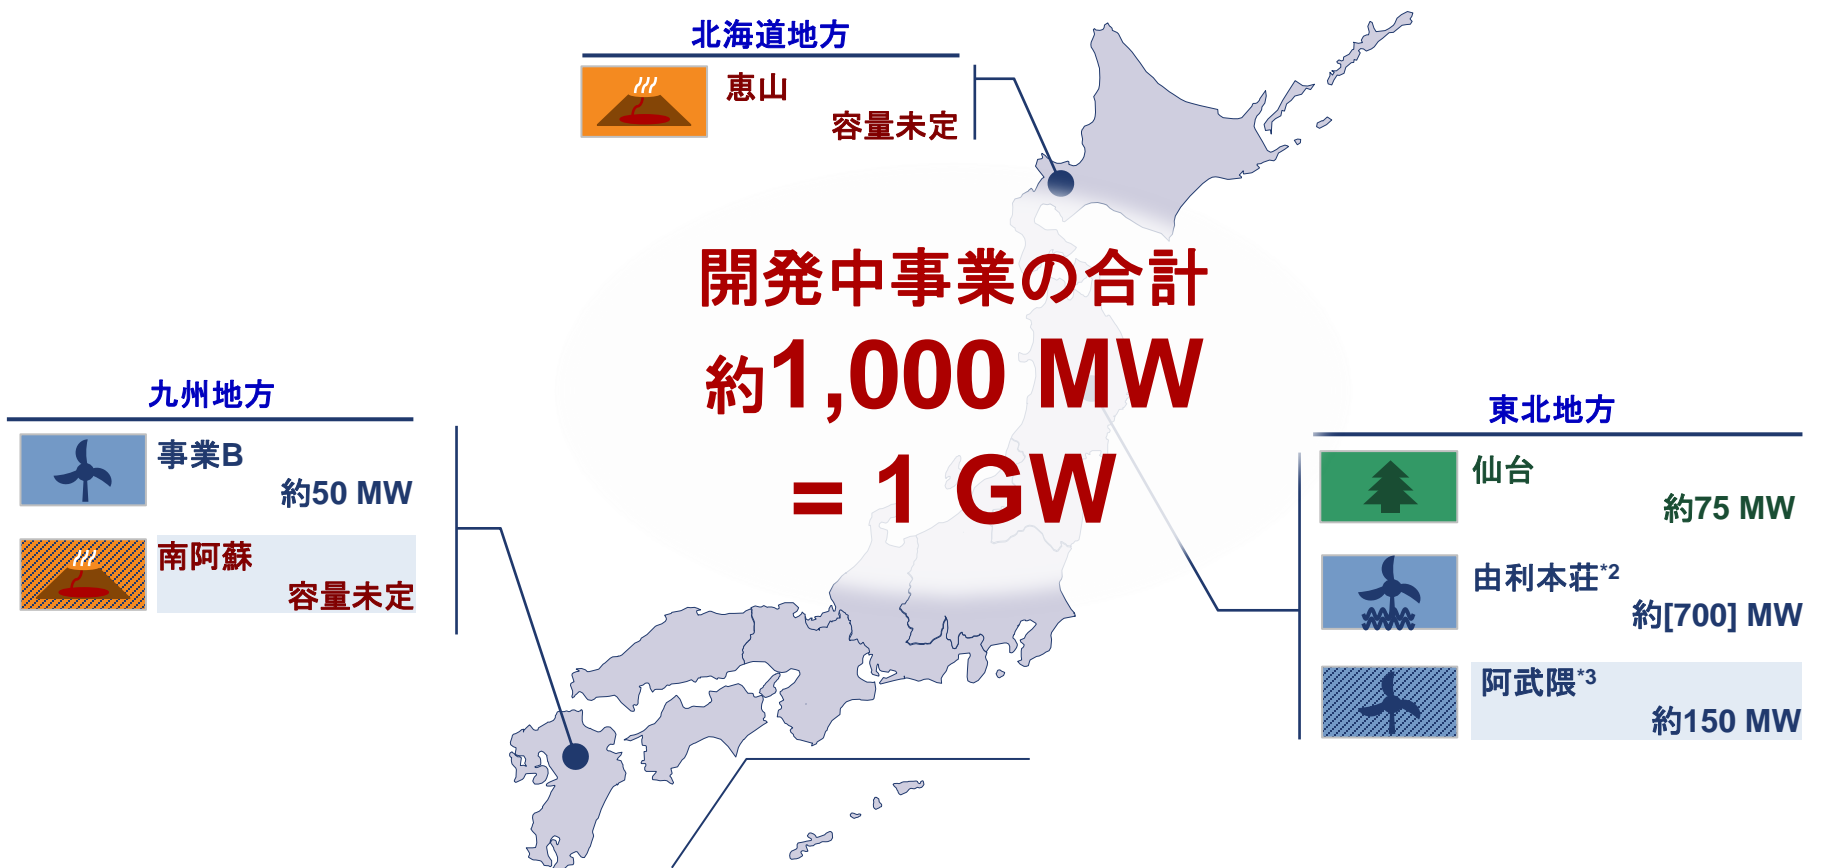 北海道地方
恵山
容量未定
開発中事業の合計
約1,000 MW
= 1 GW
九州地方
事業B
約50 MW
南阿蘇
容量未定
東北地方
仙台
約75 MW
由利本荘*2
約[700] MW
阿武隈*3
約150 MW